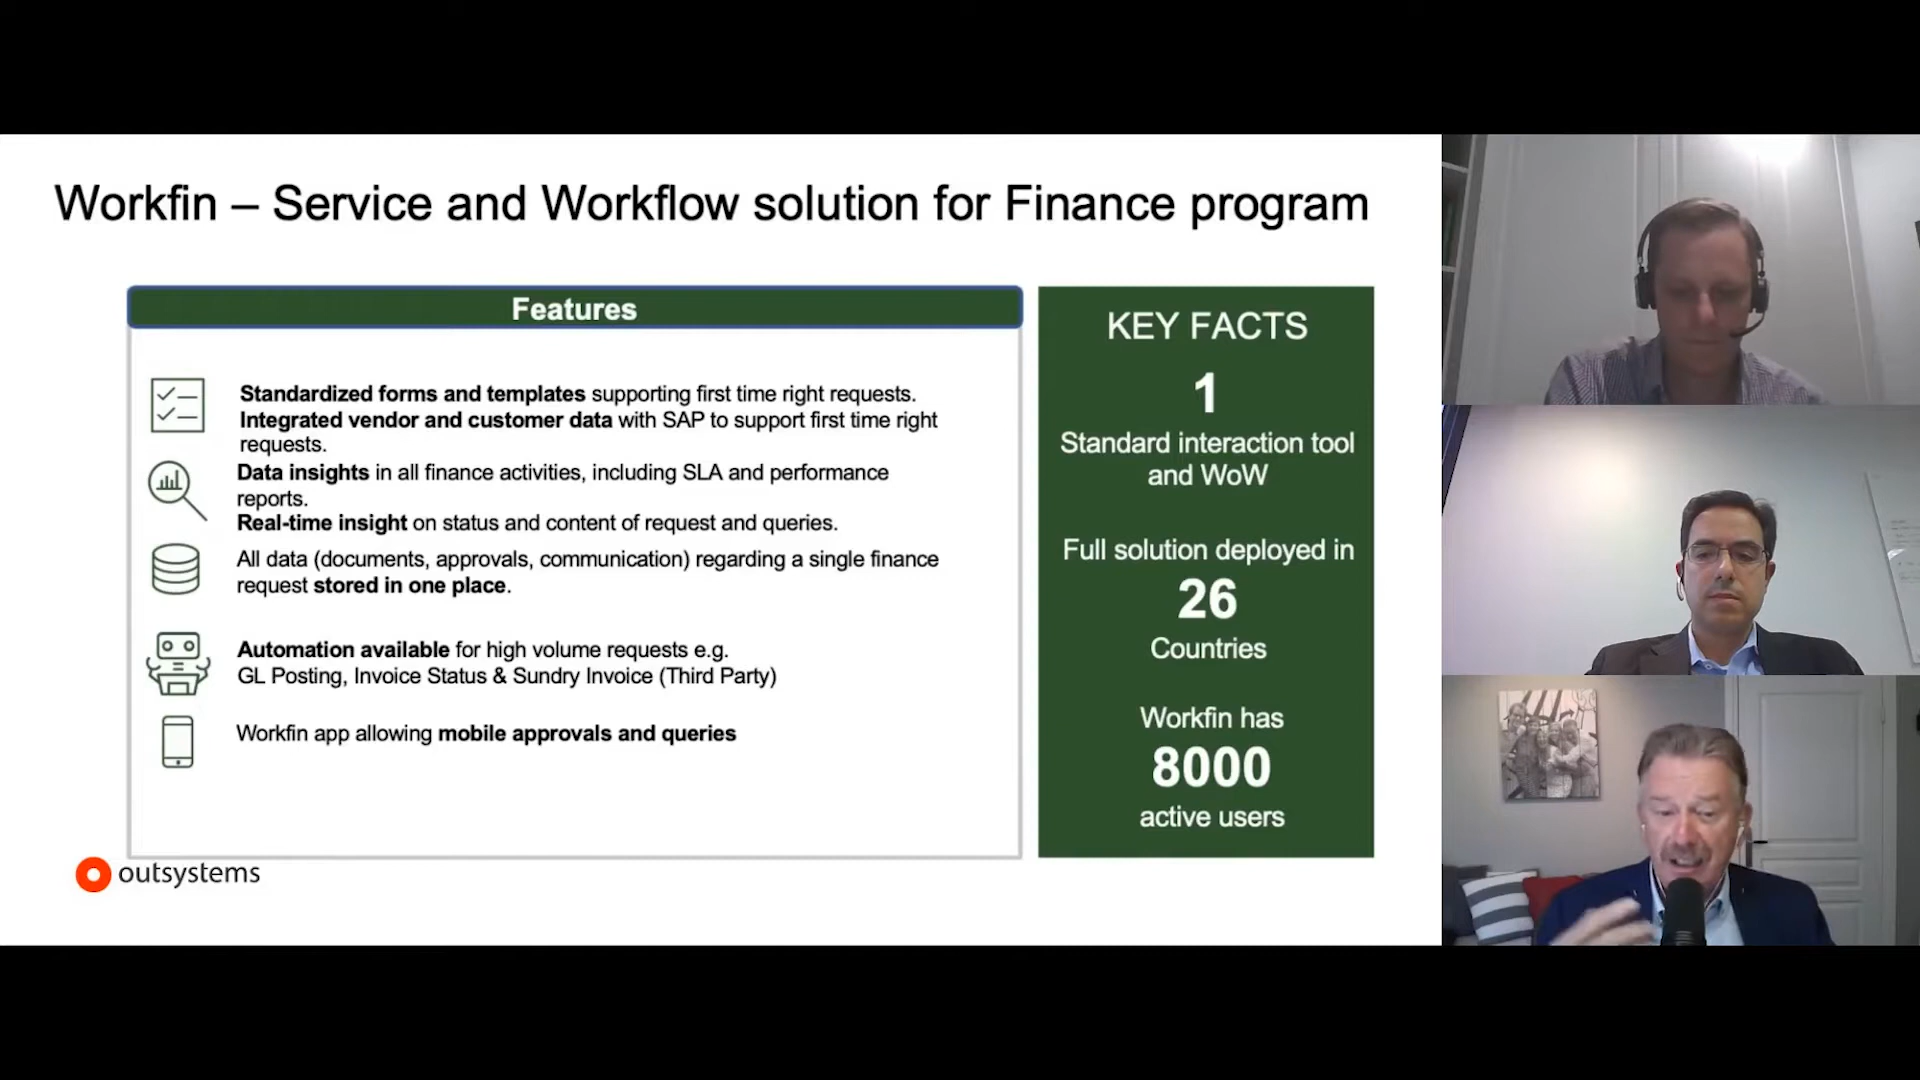 Workfin – Service and Workflow solution for Finance program
Features
Standardized forms and templates supporting first time right requests.
Integrated vendor and customer data with SAP to support first time right
requests.
Data insights in all finance activities, including SLA and performance
reports.
Real-time insight on status and content of request and queries.
All data (documents, approvals, communication) regarding a single finance
request stored in one place.
Automation available for high volume requests e.g.
GL Posting, Invoice Status & Sundry Invoice (Third Party)
Workfin app allowing mobile approvals and queries
KEY FACTS
1
Standard interaction tool
and WoW
Full solution deployed in
26
Countries
Workfin has
8000
active users
outsystems